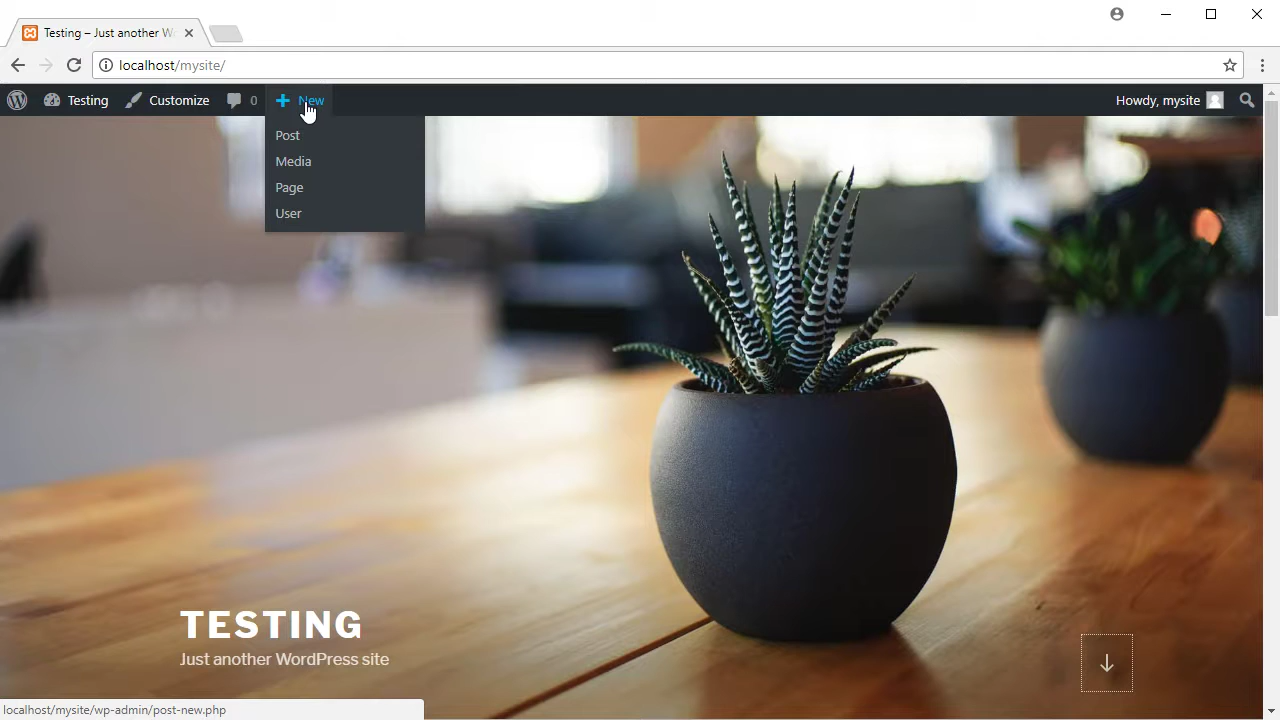 Testing – Just another W
localhost/mysite/
Testing Customize 0 New Howdy, mysite
Post
Media
Page
User
TESTING
Just another WordPress site
localhost/mysite/wp-admin/post-new.php